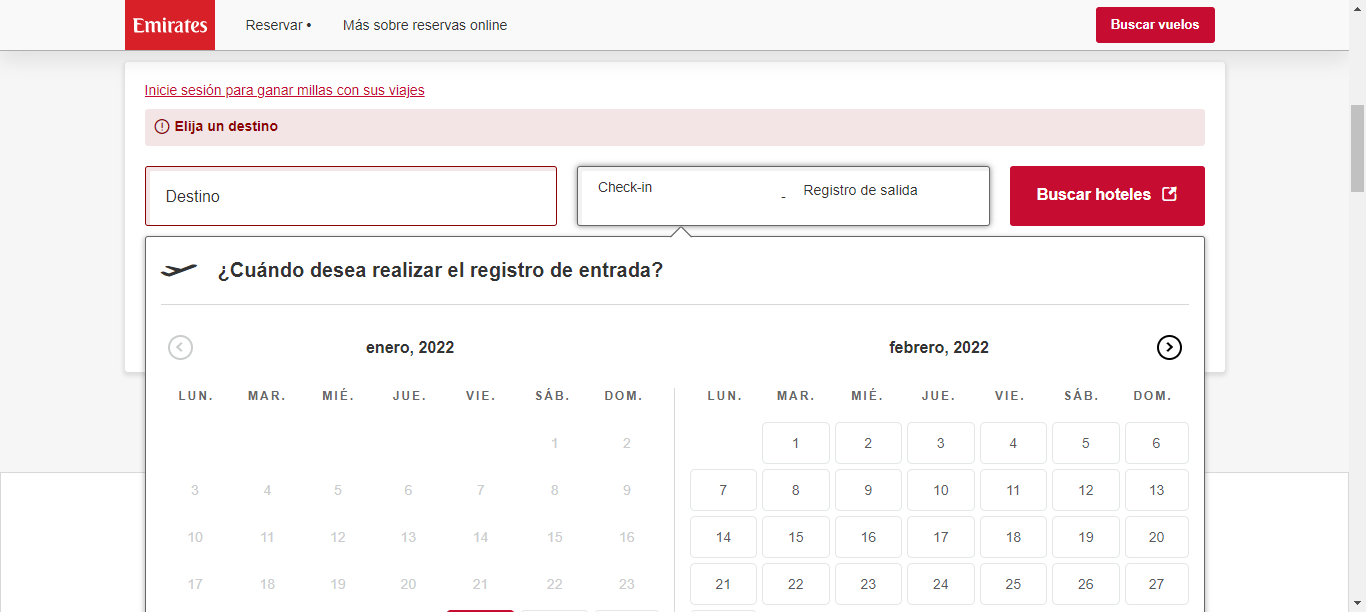 Emirates Reservar • Más sobre reservas online Buscar vuelos
Inicie sesión para ganar millas con sus viajes
Elija un destino
Destino Check-in - Registro de salida Buscar hoteles
¿Cuándo desea realizar el registro de entrada?
enero, 2022 febrero, 2022
LUN. MAR. MIÉ. JUE. VIE. SÁB. DOM. LUN. MAR. MIÉ. JUE. VIE. SÁB. DOM.
1 2 1 2 3 4 5 6
3 4 5 6 7 8 9 7 8 9 10 11 12 13
10 11 12 13 14 15 16 14 15 16 17 18 19 20
17 18 19 20 21 22 23 21 22 23 24 25 26 27